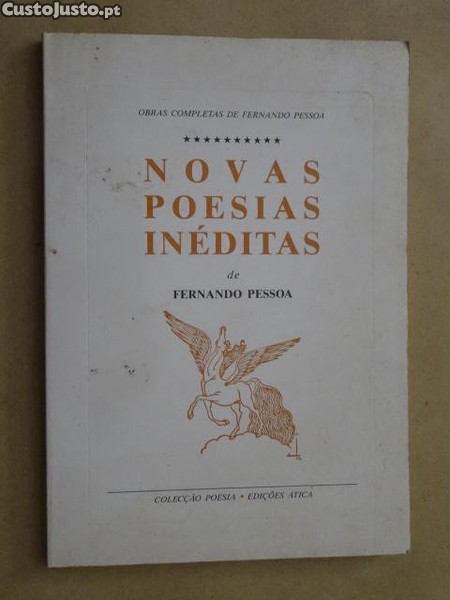 CustoJusto.pt
OBRAS COMPLETAS DE FERNANDO PESSOA
★★★★★★★★★★
NOVAS
POESIAS
INÉDITAS
de
FERNANDO PESSOA
COLECÇÃO POESIA • EDIÇÕES ÁTICA